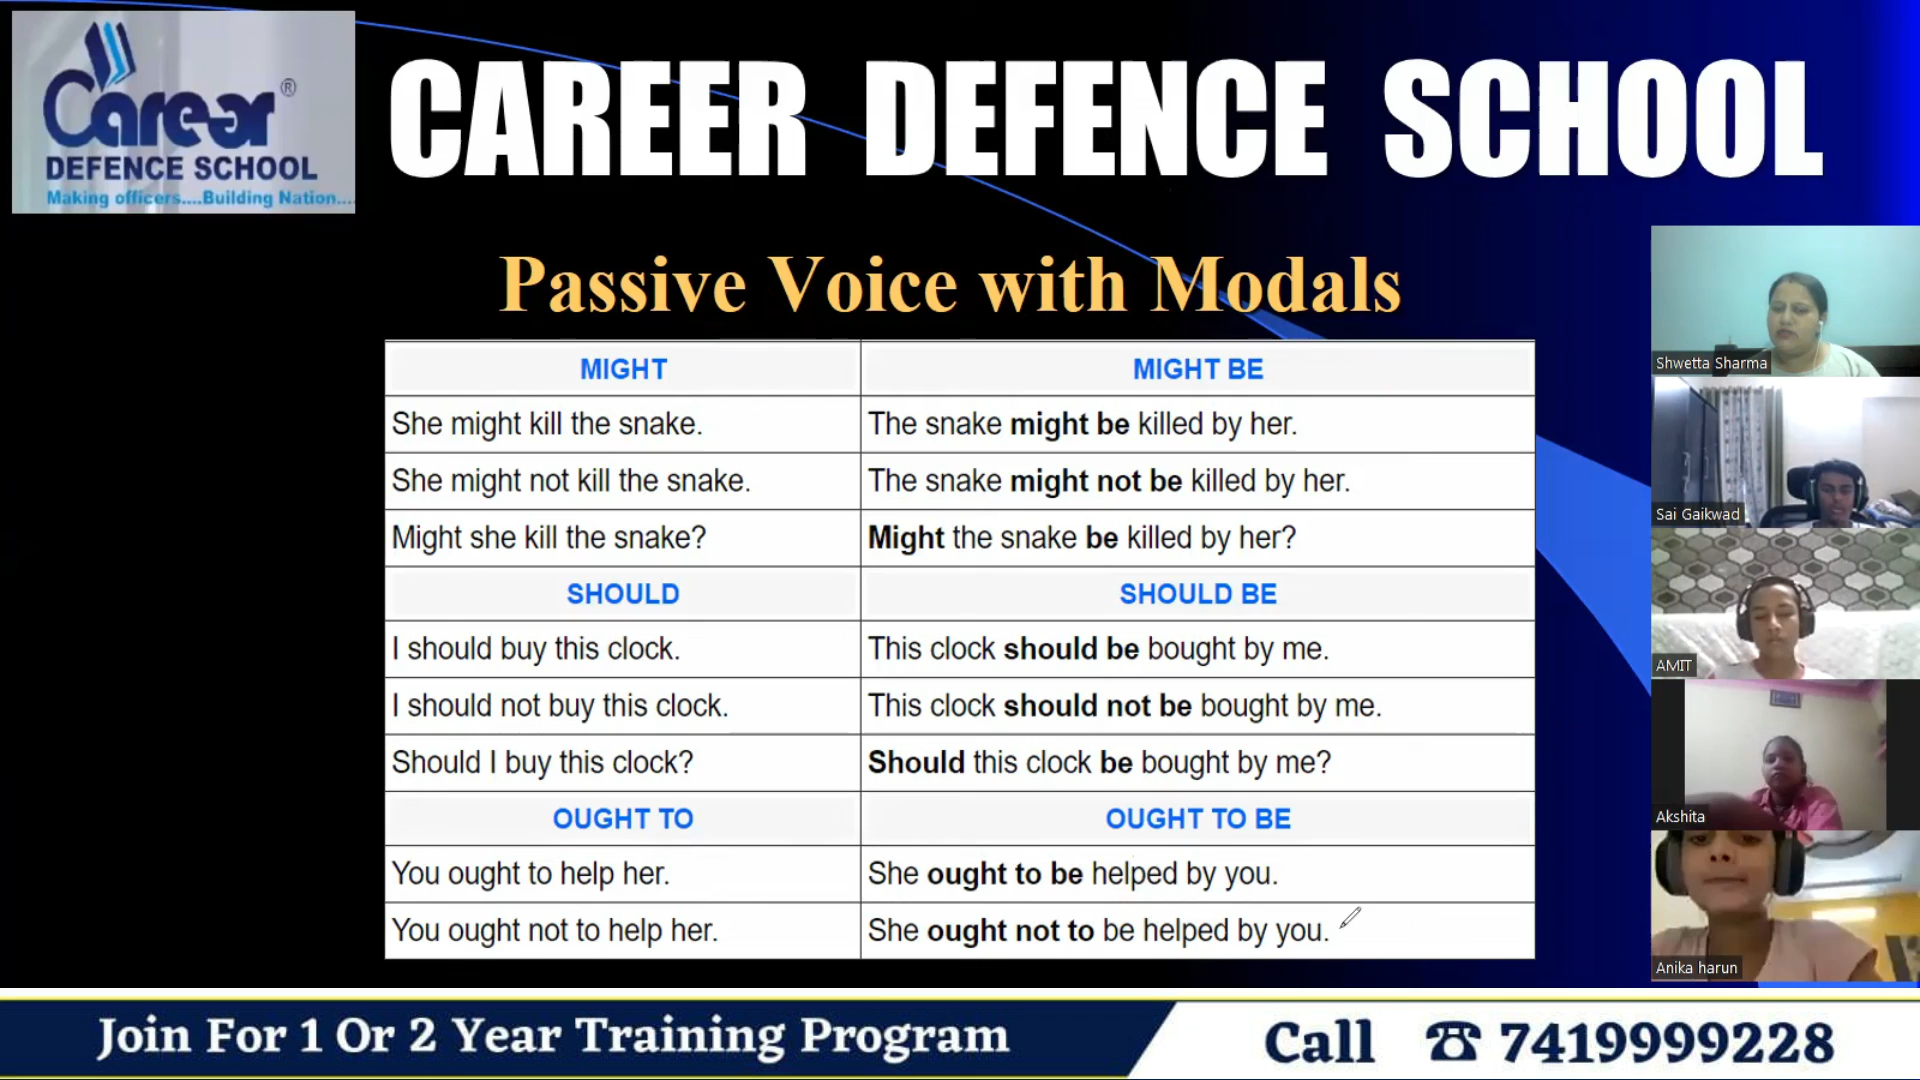 Career ®
DEFENCE SCHOOL
Making officers....Building Nation....
CAREER DEFENCE SCHOOL
Passive Voice with Modals
MIGHT MIGHT BE
She might kill the snake. The snake might be killed by her.
She might not kill the snake. The snake might not be killed by her.
Might she kill the snake? Might the snake be killed by her?
SHOULD SHOULD BE
I should buy this clock. This clock should be bought by me.
I should not buy this clock. This clock should not be bought by me.
Should I buy this clock? Should this clock be bought by me?
OUGHT TO OUGHT TO BE
You ought to help her. She ought to be helped by you.
You ought not to help her. She ought not to be helped by you.
Shwetta Sharma
Sai Gaikwad
AMIT
Akshita
Anika harun
Join For 1 Or 2 Year Training Program
Call ☎ 7419999228